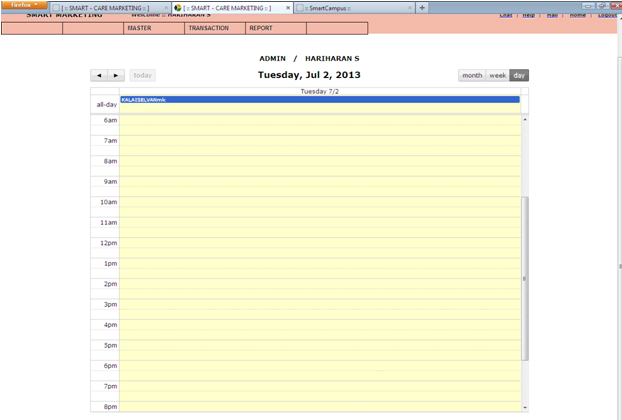 Firefox
[ :: SMART - CARE MARKETING :: ]
[ :: SMART - CARE MARKETING :: ]
:: SmartCampus ::
SMART MARKETING
Welcome :: HARIHARAN S
Chat | Help | Mail | Home | Logout
MASTER TRANSACTION REPORT
ADMIN / HARIHARAN S
today
Tuesday, Jul 2, 2013
month week day
Tuesday 7/2
all-day
6am
7am
8am
9am
10am
11am
12pm
1pm
2pm
3pm
4pm
5pm
6pm
7pm
8pm